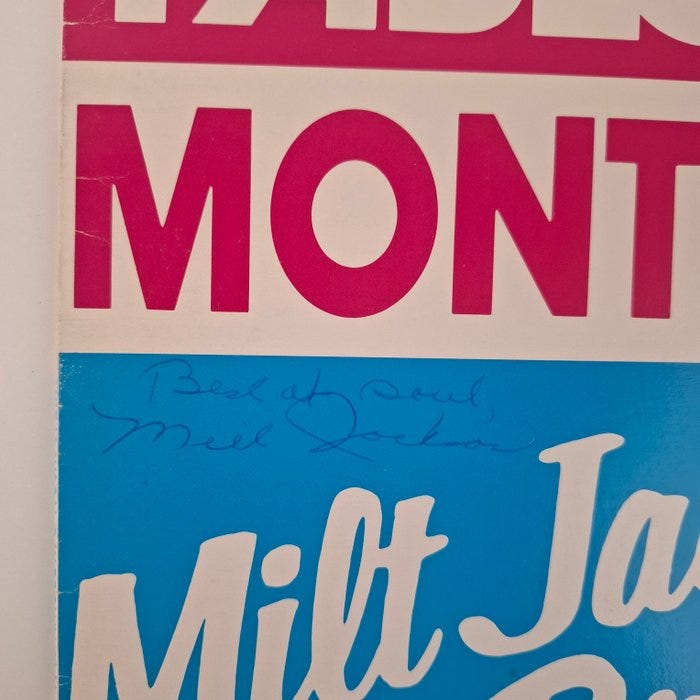 MONT
Best of soul,
Milt Jackson
Milt Ja